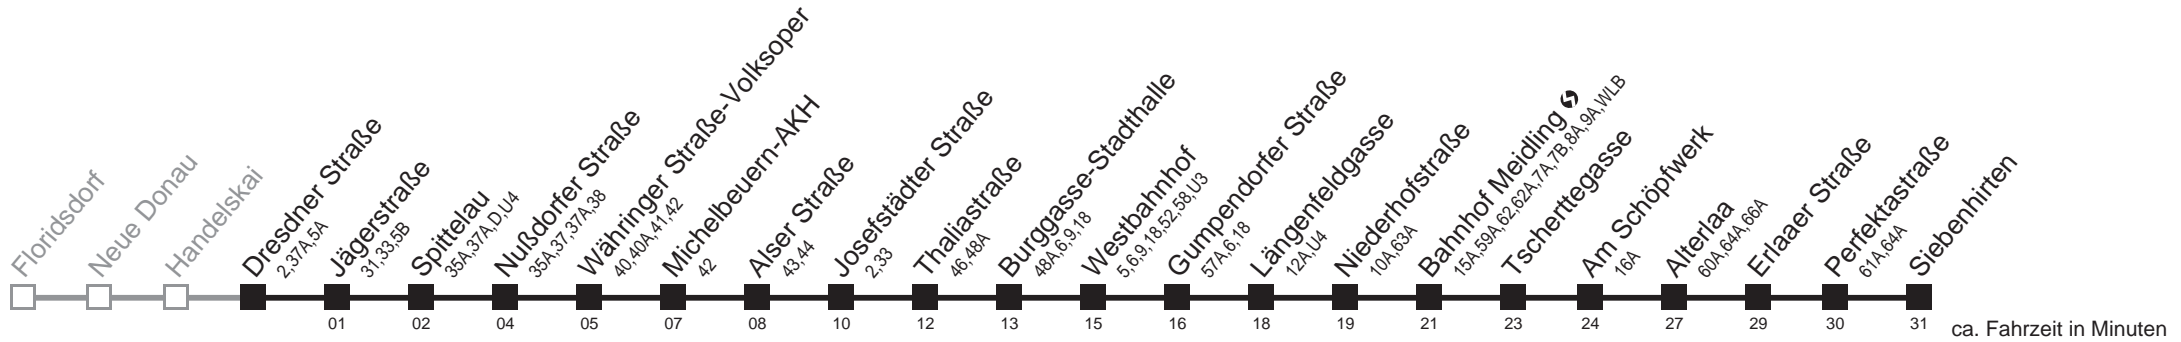 Floridsdorf
Neue Donau
Handelskai
Dresdner Straße
2,37A,5A
Jägerstraße
31,33,5B
Spittelau
35A,37A,D,U4
Nußdorfer Straße
35A,37,37A,38
Währinger Straße-Volksoper
40,40A,41,42
Michelbeuern-AKH
42
Alser Straße
43,44
Josefstädter Straße
2,33
Thaliastraße
46,48A
Burggasse-Stadthalle
48A,6,9,18
Westbahnhof
5,6,9,18,52,58,U3
Gumpendorfer Straße
57A,6,18
Längenfeldgasse
12A,U4
Niederhofstraße
10A,63A
Bahnhof Meidling
15A,59A,62,62A,7A,7B,8A,9A,WLB
Tscherttegasse
Am Schöpfwerk
16A
Alterlaa
60A,64A,66A
Erlaaer Straße
Perfektastraße
61A,64A
Siebenhirten
01 02 04 05 07 08 10 12 13 15 16 18 19 21 23 24 27 29 30 31 ca. Fahrzeit in Minuten